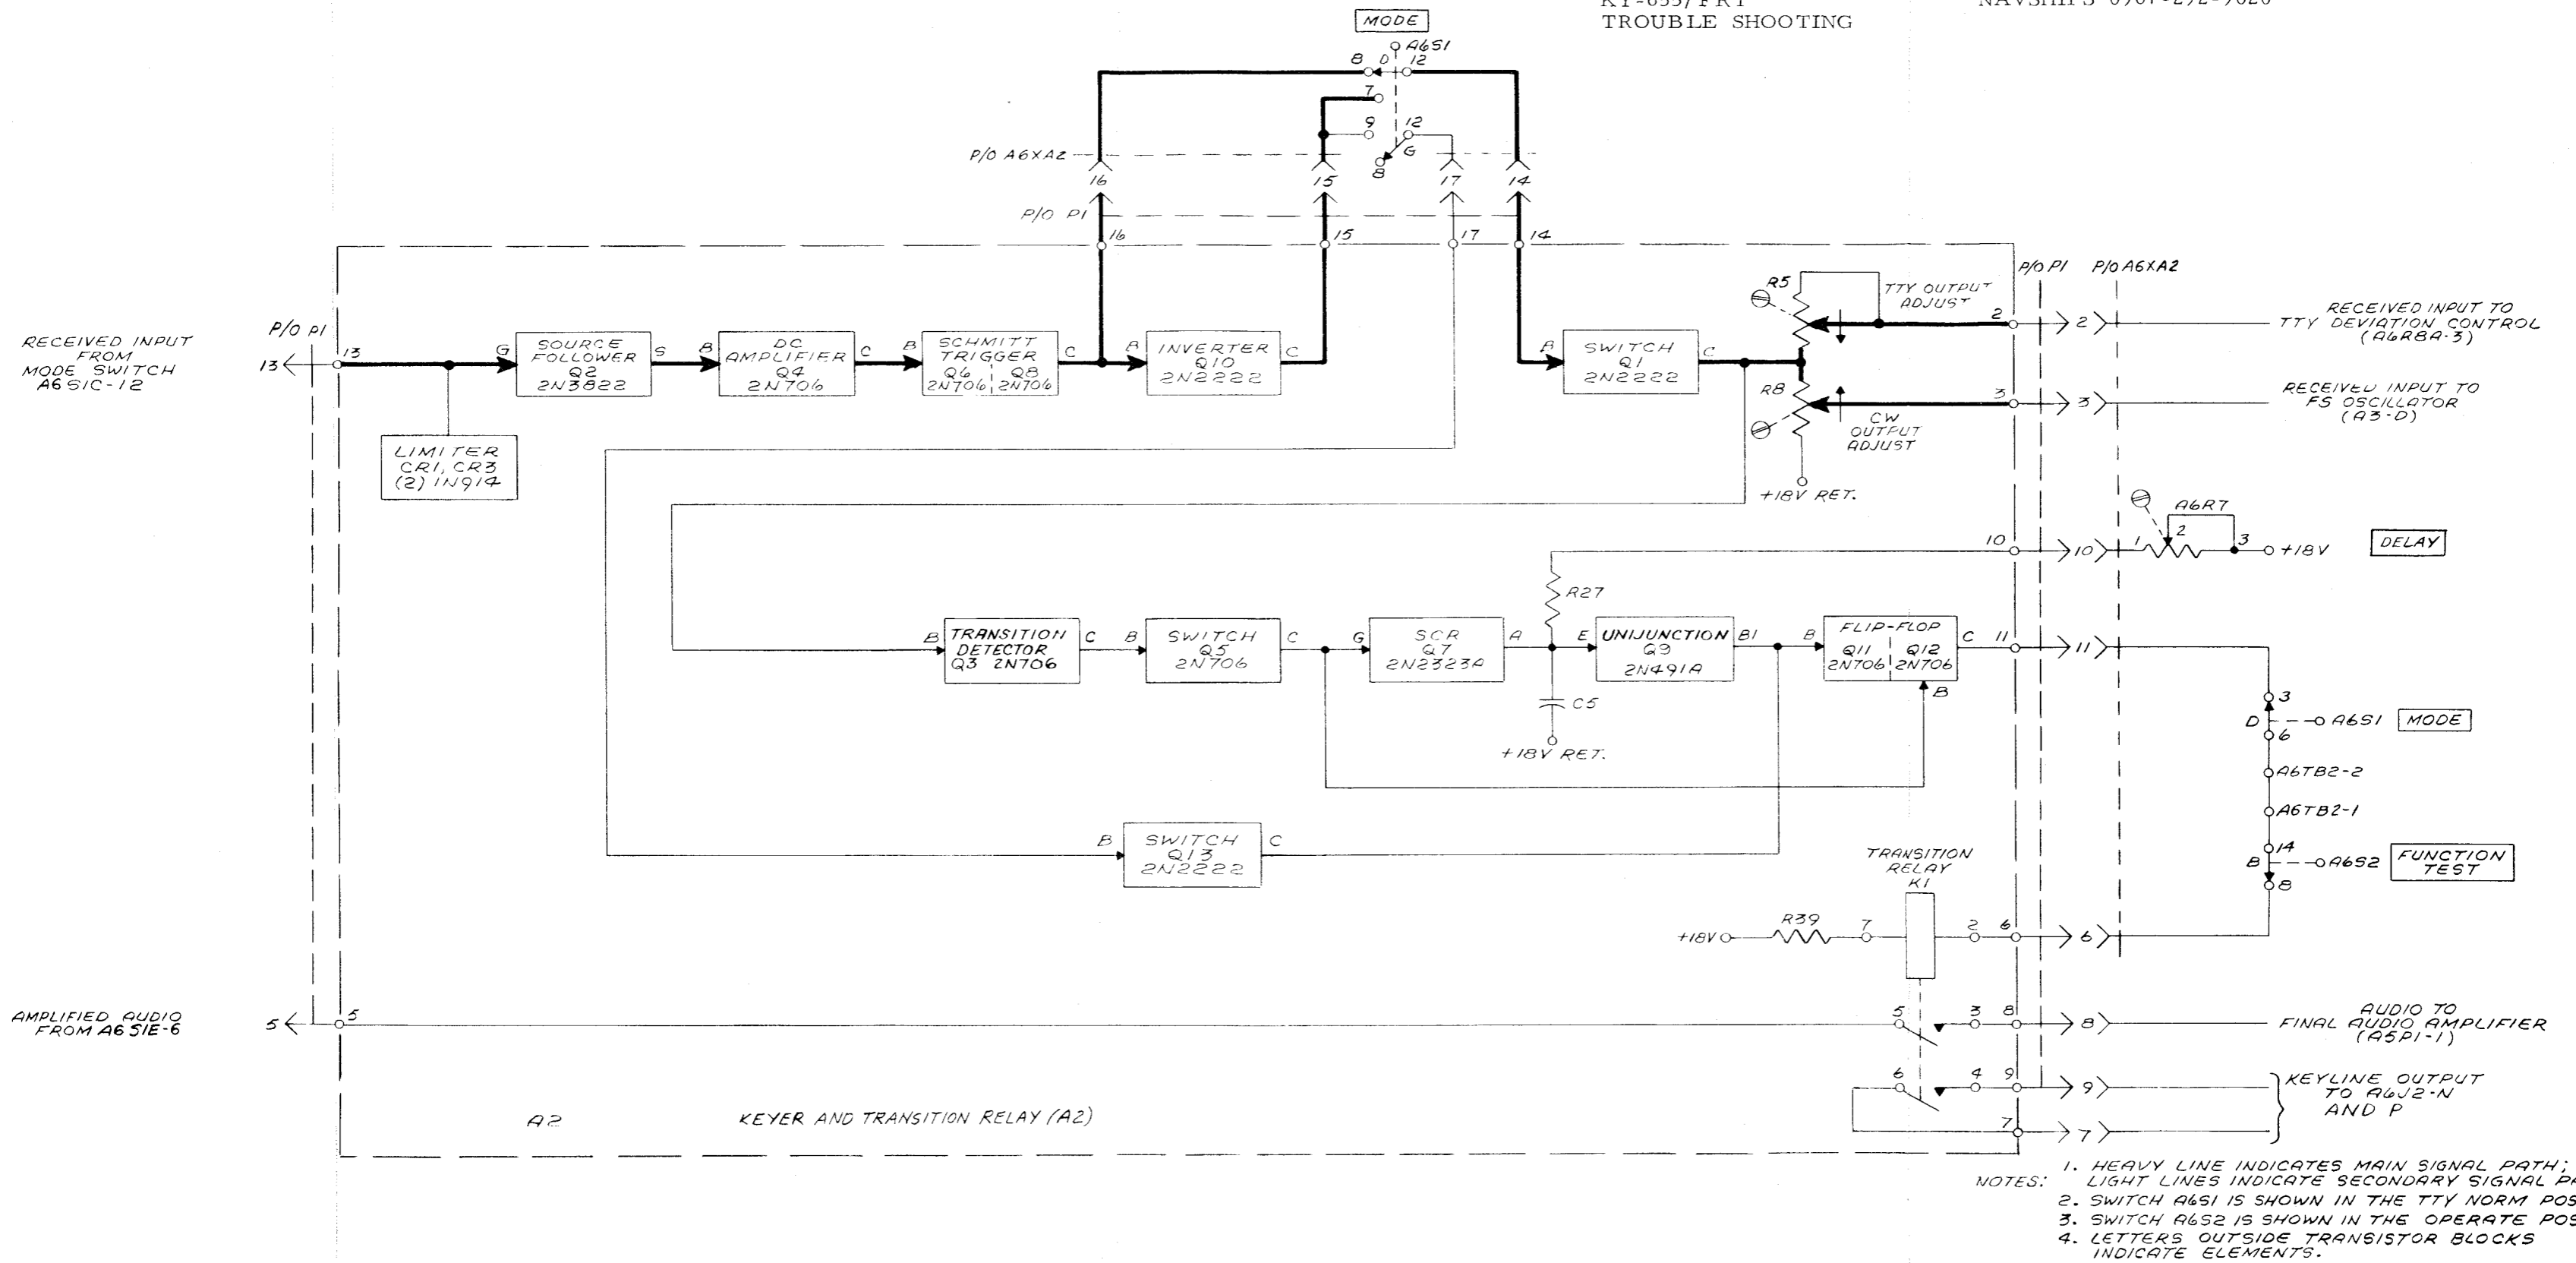 TROUBLE SHOOTING
MODE
A6S1
8 D 12
7
9 12
G
8
P/O A6XA2
16 15 17 14
P/O P1
16 15 17 14
P/O P1 P/O A6XA2
RECEIVED INPUT
FROM
MODE SWITCH
A6S1C-12
P/O P1
13
13
G
SOURCE
FOLLOWER
Q2
2N3822
S
B
DC
AMPLIFIER
Q4
2N706
C
B
SCHMITT
TRIGGER
Q6 Q8
2N706 2N706
C
B
INVERTER
Q10
2N2222
C
B
SWITCH
Q1
2N2222
C
R5
TTY OUTPUT
ADJUST
2
2
RECEIVED INPUT TO
TTY DEVIATION CONTROL
(A6R8A-3)
R8
CW
OUTPUT
ADJUST
3
3
RECEIVED INPUT TO
FS OSCILLATOR
(A3-D)
+18V RET.
LIMITER
CR1, CR3
(2) 1N914
A6R7
10
10
1 2 3
+18V
DELAY
R27
B
TRANSITION
DETECTOR
Q3 2N706
C
B
SWITCH
Q5
2N706
C
G
SCR
Q7
2N2323A
A
E
UNIJUNCTION
Q9
2N491A
B1
B
FLIP-FLOP
Q11 Q12
2N706 2N706
C
B
11
11
C5
+18V RET.
3
D
A6S1
MODE
6
A6TB2-2
A6TB2-1
14
B
A6S2
FUNCTION
TEST
8
B
SWITCH
Q13
2N2222
C
TRANSITION
RELAY
K1
+18V
R39
7
2
6
6
AMPLIFIED AUDIO
FROM A6S1E-6
5
5
5
3
8
8
AUDIO TO
FINAL AUDIO AMPLIFIER
(A5P1-1)
6
4
9
9
7
7
KEYLINE OUTPUT
TO A6J2-N
AND P
A2
KEYER AND TRANSITION RELAY (A2)
NOTES:
1. HEAVY LINE INDICATES MAIN SIGNAL PATH;
LIGHT LINES INDICATE SECONDARY SIGNAL
2. SWITCH A6S1 IS SHOWN IN THE TTY NORM POS
3. SWITCH A6S2 IS SHOWN IN THE OPERATE POS
4. LETTERS OUTSIDE TRANSISTOR BLOCKS
INDICATE ELEMENTS.